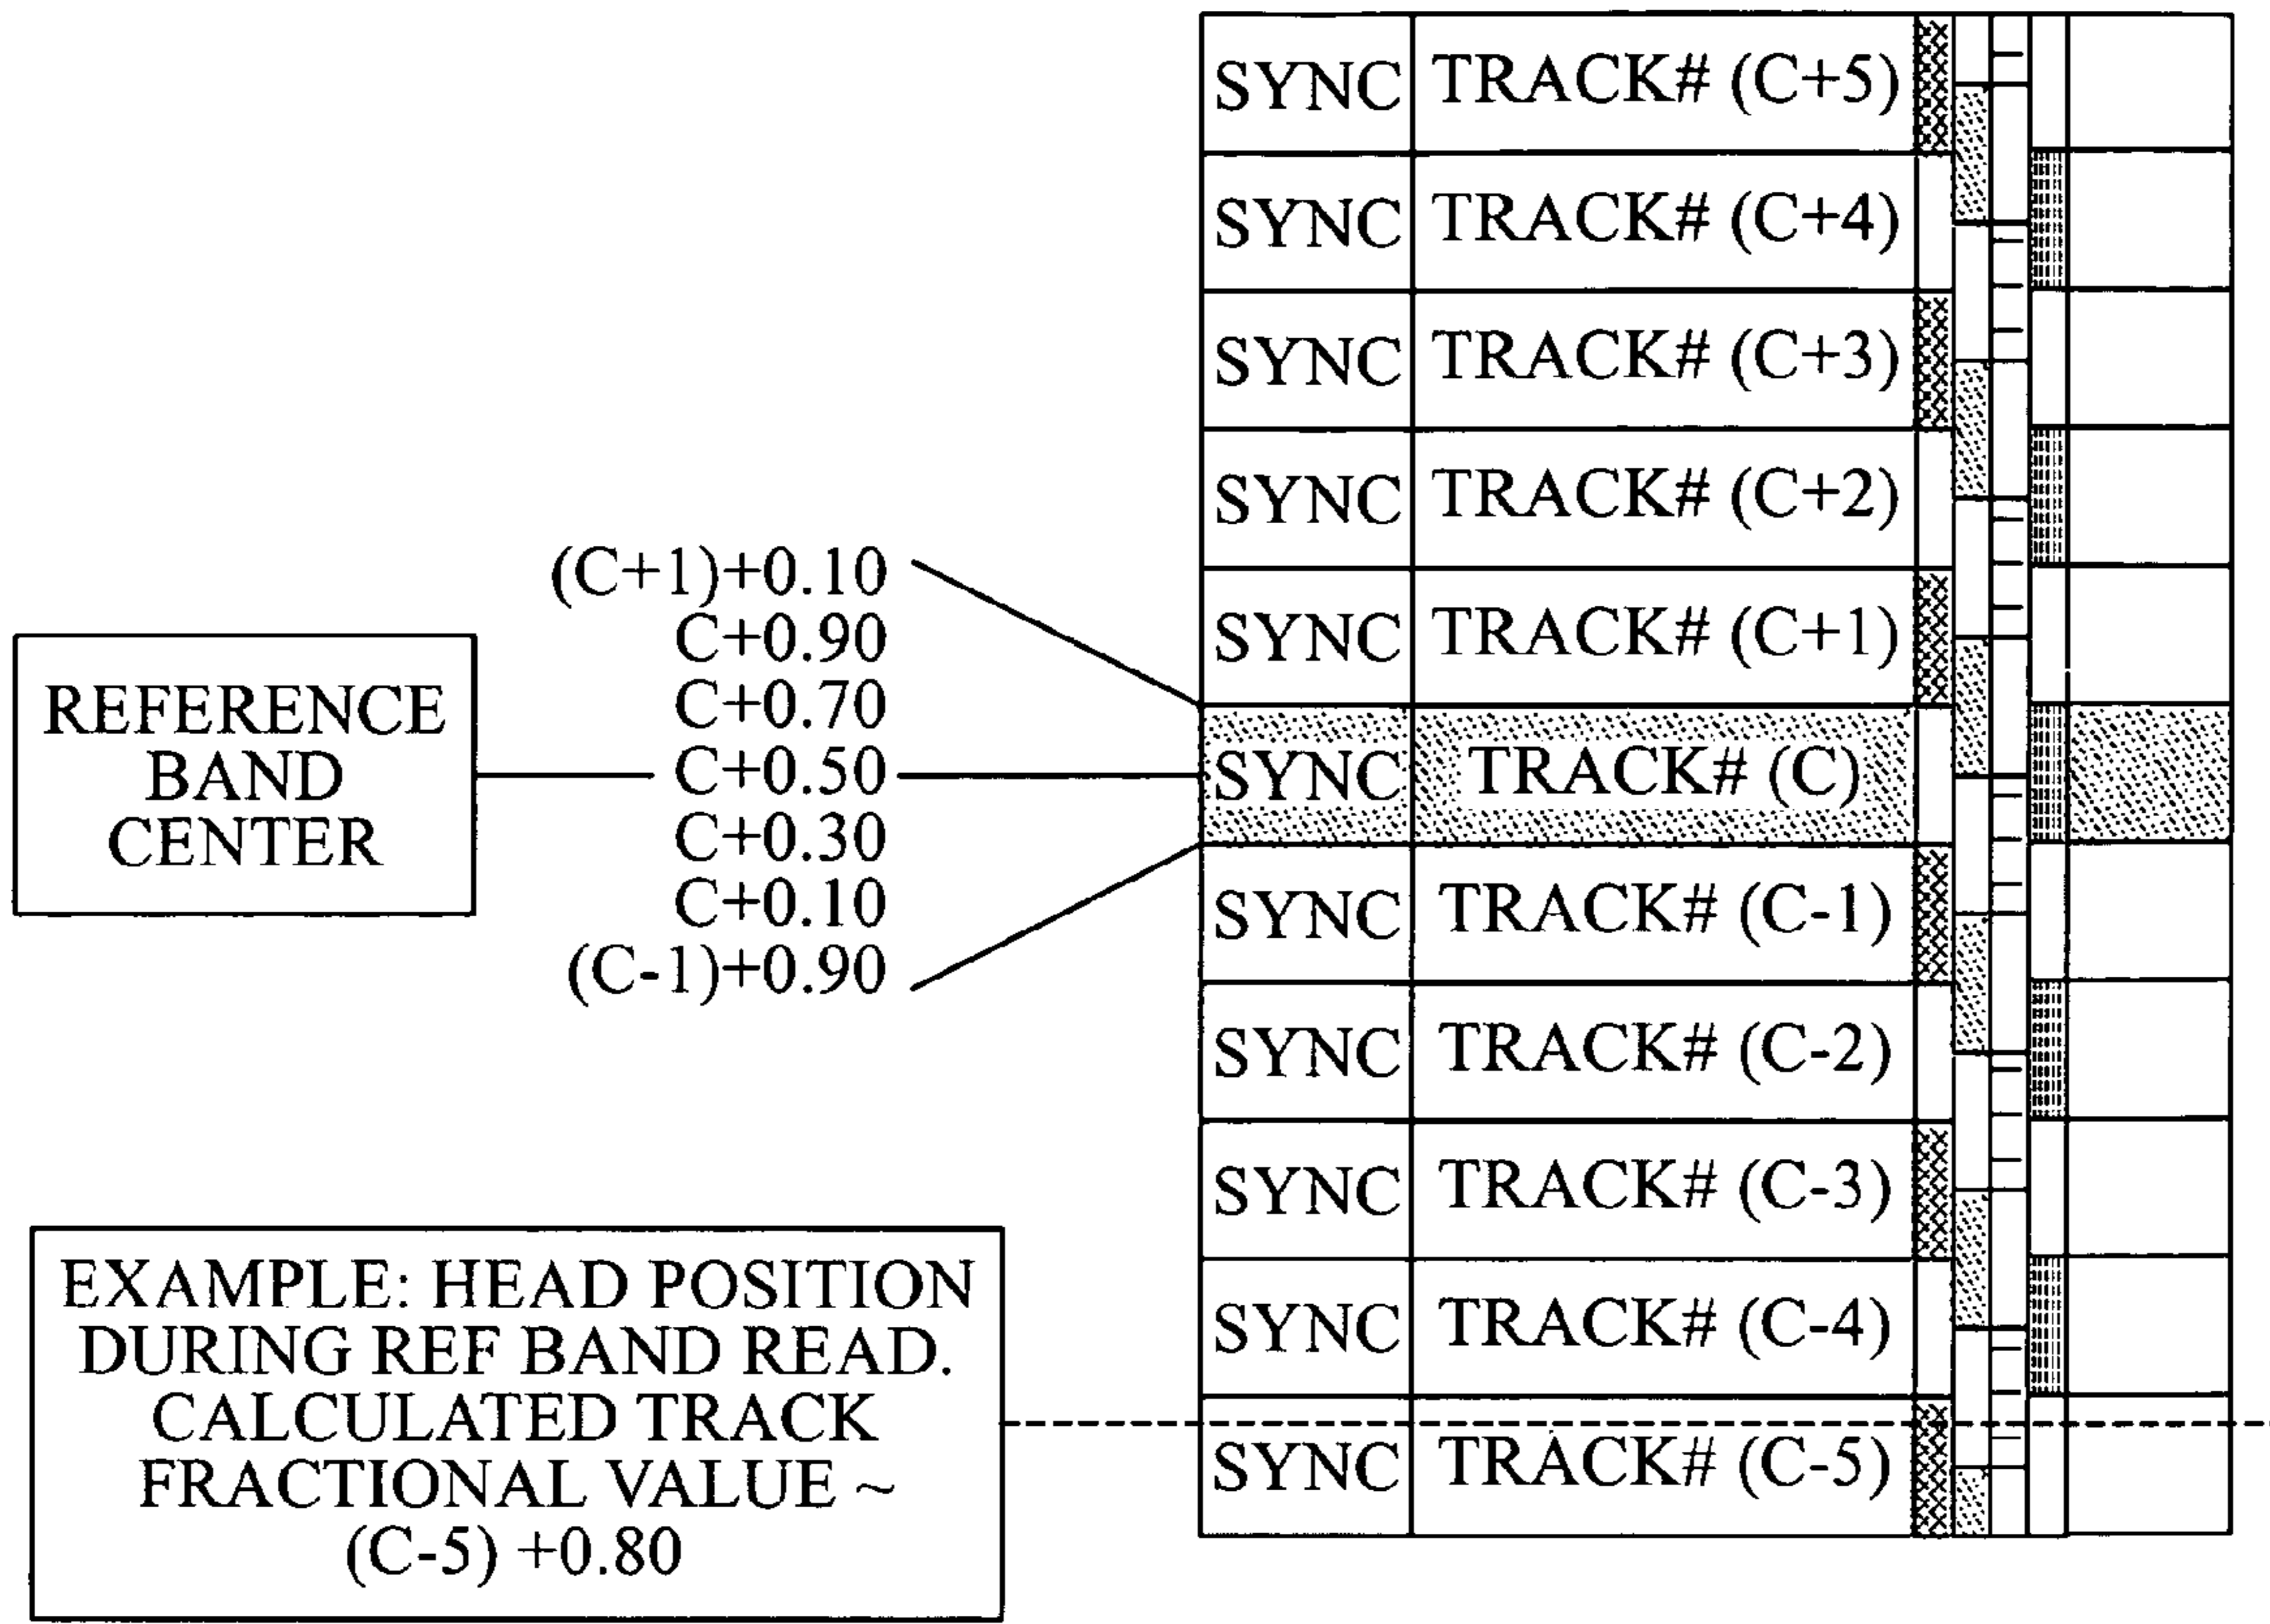 SYNC TRACK# (C+5)
SYNC TRACK# (C+4)
SYNC TRACK# (C+3)
SYNC TRACK# (C+2)
SYNC TRACK# (C+1)
SYNC TRACK# (C)
SYNC TRACK# (C-1)
SYNC TRACK# (C-2)
SYNC TRACK# (C-3)
SYNC TRACK# (C-4)
SYNC TRACK# (C-5)
(C+1)+0.10
C+0.90
C+0.70
C+0.50
C+0.30
C+0.10
(C-1)+0.90
REFERENCE
BAND
CENTER
EXAMPLE: HEAD POSITION
DURING REF BAND READ.
CALCULATED TRACK
FRACTIONAL VALUE ~
(C-5) +0.80